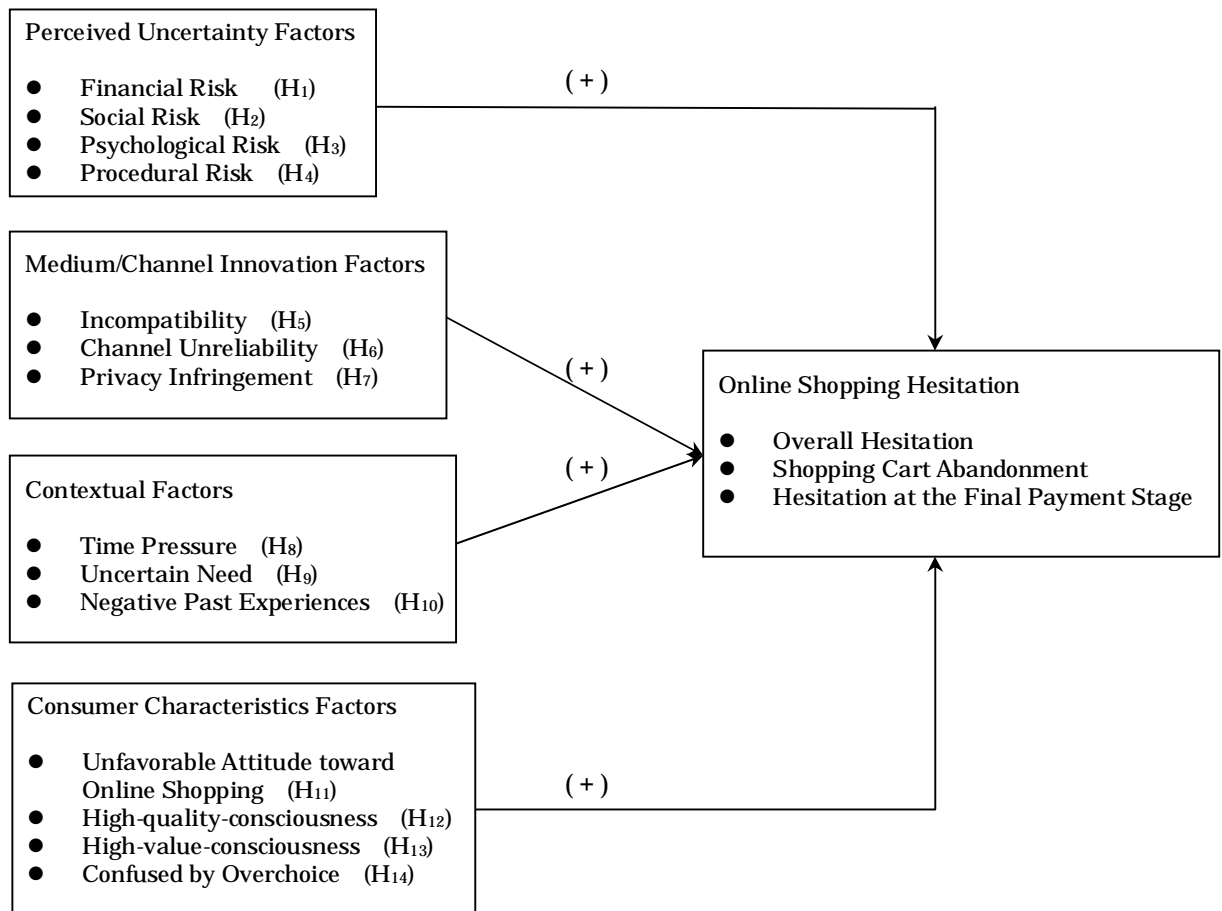 Perceived Uncertainty Factors
● Financial Risk (H₁)
● Social Risk (H₂)
● Psychological Risk (H₃)
● Procedural Risk (H₄)
( + )
Medium/Channel Innovation Factors
● Incompatibility (H₅)
● Channel Unreliability (H₆)
● Privacy Infringement (H₇)
( + )
Contextual Factors
● Time Pressure (H₈)
● Uncertain Need (H₉)
● Negative Past Experiences (H₁₀)
( + )
Consumer Characteristics Factors
● Unfavorable Attitude toward
Online Shopping (H₁₁)
● High-quality-consciousness (H₁₂)
● High-value-consciousness (H₁₃)
● Confused by Overchoice (H₁₄)
( + )
Online Shopping Hesitation
● Overall Hesitation
● Shopping Cart Abandonment
● Hesitation at the Final Payment Stage